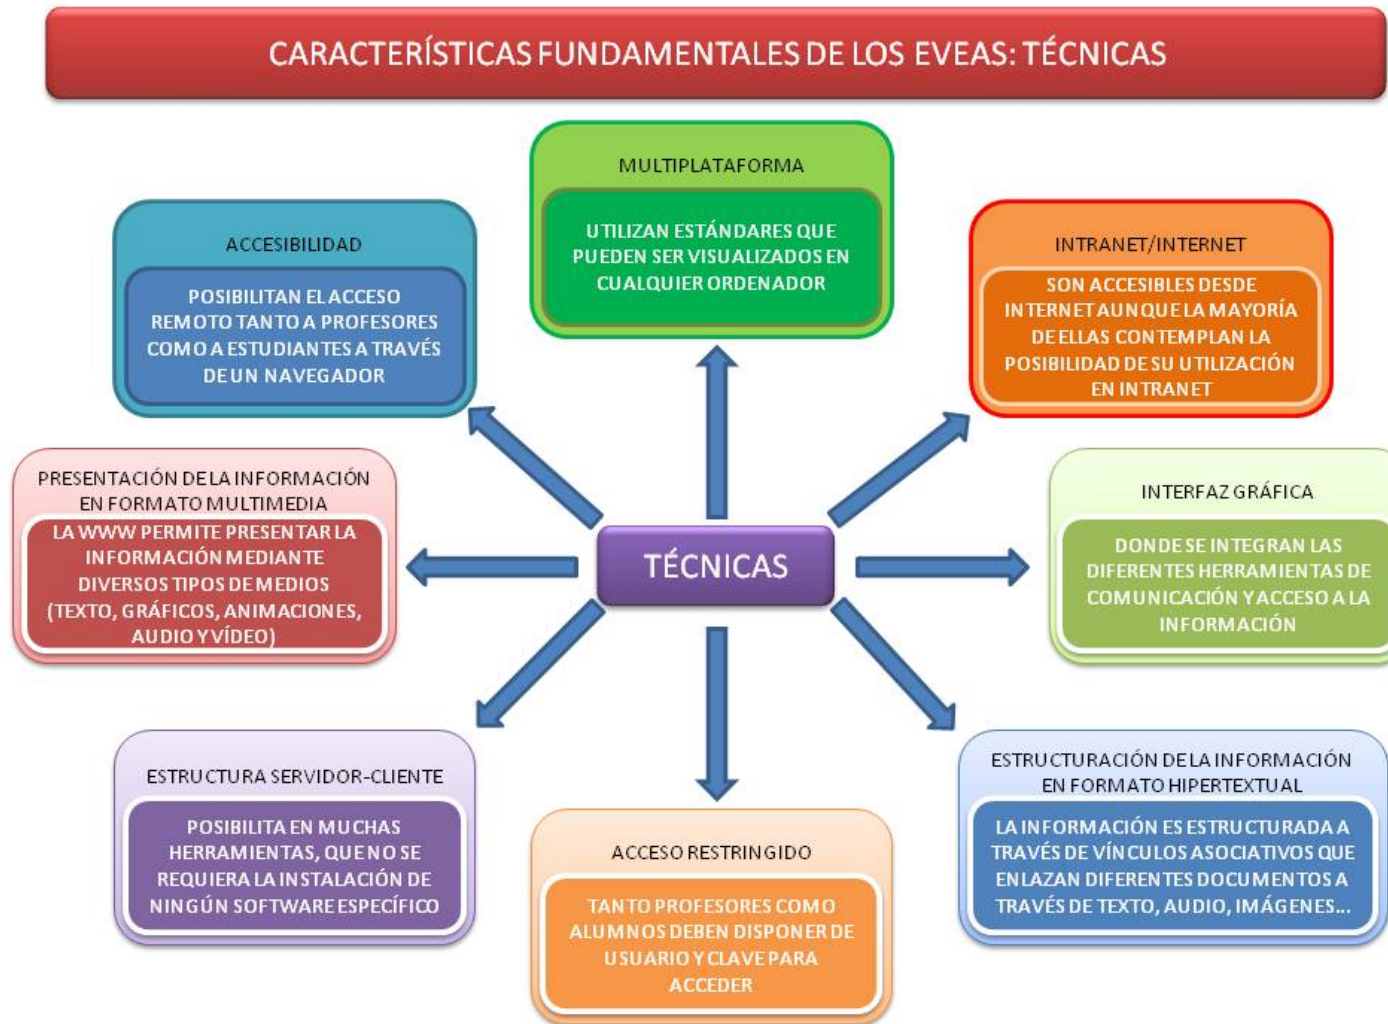 CARACTERÍSTICAS FUNDAMENTALES DE LOS EVEAS: TÉCNICAS
MULTIPLATAFORMA
UTILIZAN ESTÁNDARES QUE
PUEDEN SER VISUALIZADOS EN
CUALQUIER ORDENADOR
ACCESIBILIDAD
POSIBILITAN EL ACCESO
REMOTO TANTO A PROFESORES
COMO A ESTUDIANTES A TRAVÉS
DE UN NAVEGADOR
INTRANET/INTERNET
SON ACCESIBLES DESDE
INTERNET AUNQUE LA MAYORÍA
DE ELLAS CONTEMPLAN LA
POSIBILIDAD DE SU UTILIZACIÓN
EN INTRANET
PRESENTACIÓN DE LA INFORMACIÓN
EN FORMATO MULTIMEDIA
LA WWW PERMITE PRESENTAR LA
INFORMACIÓN MEDIANTE
DIVERSOS TIPOS DE MEDIOS
(TEXTO, GRÁFICOS, ANIMACIONES,
AUDIO Y VÍDEO)
TÉCNICAS
INTERFAZ GRÁFICA
DONDE SE INTEGRAN LAS
DIFERENTES HERRAMIENTAS DE
COMUNICACIÓN Y ACCESO A LA
INFORMACIÓN
ESTRUCTURA SERVIDOR-CLIENTE
POSIBILITA EN MUCHAS
HERRAMIENTAS, QUE NO SE
REQUIERA LA INSTALACIÓN DE
NINGÚN SOFTWARE ESPECÍFICO
ACCESO RESTRINGIDO
TANTO PROFESORES COMO
ALUMNOS DEBEN DISPONER DE
USUARIO Y CLAVE PARA
ACCEDER
ESTRUCTURACIÓN DE LA INFORMACIÓN
EN FORMATO HIPERTEXTUAL
LA INFORMACIÓN ES ESTRUCTURADA A
TRAVÉS DE VÍNCULOS ASOCIATIVOS QUE
ENLAZAN DIFERENTES DOCUMENTOS A
TRAVÉS DE TEXTO, AUDIO, IMÁGENES...